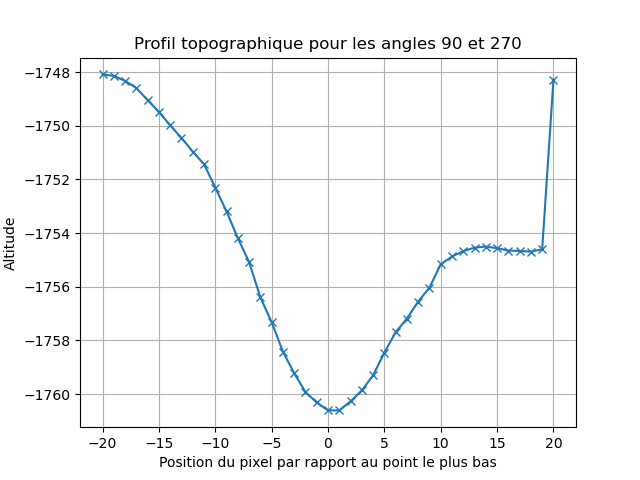 Profil topographique pour les angles 90 et 270
−1748
−1750
−1752
−1754
−1756
−1758
−1760
Altitude
−20 −15 −10 −5 0 5 10 15 20
Position du pixel par rapport au point le plus bas